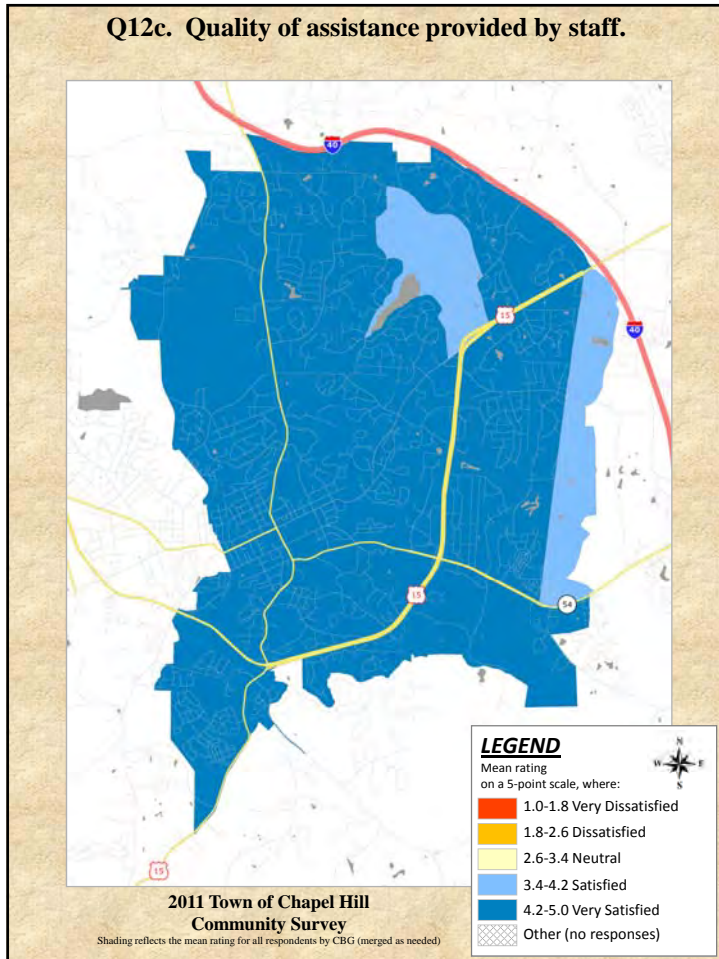 Q12c. Quality of assistance provided by staff.
40
15
40
15
54
15
LEGEND
Mean rating
on a 5-point scale, where:
N
W E
S
1.0-1.8 Very Dissatisfied
1.8-2.6 Dissatisfied
2.6-3.4 Neutral
3.4-4.2 Satisfied
4.2-5.0 Very Satisfied
Other (no responses)
2011 Town of Chapel Hill
Community Survey
Shading reflects the mean rating for all respondents by CBG (merged as needed)